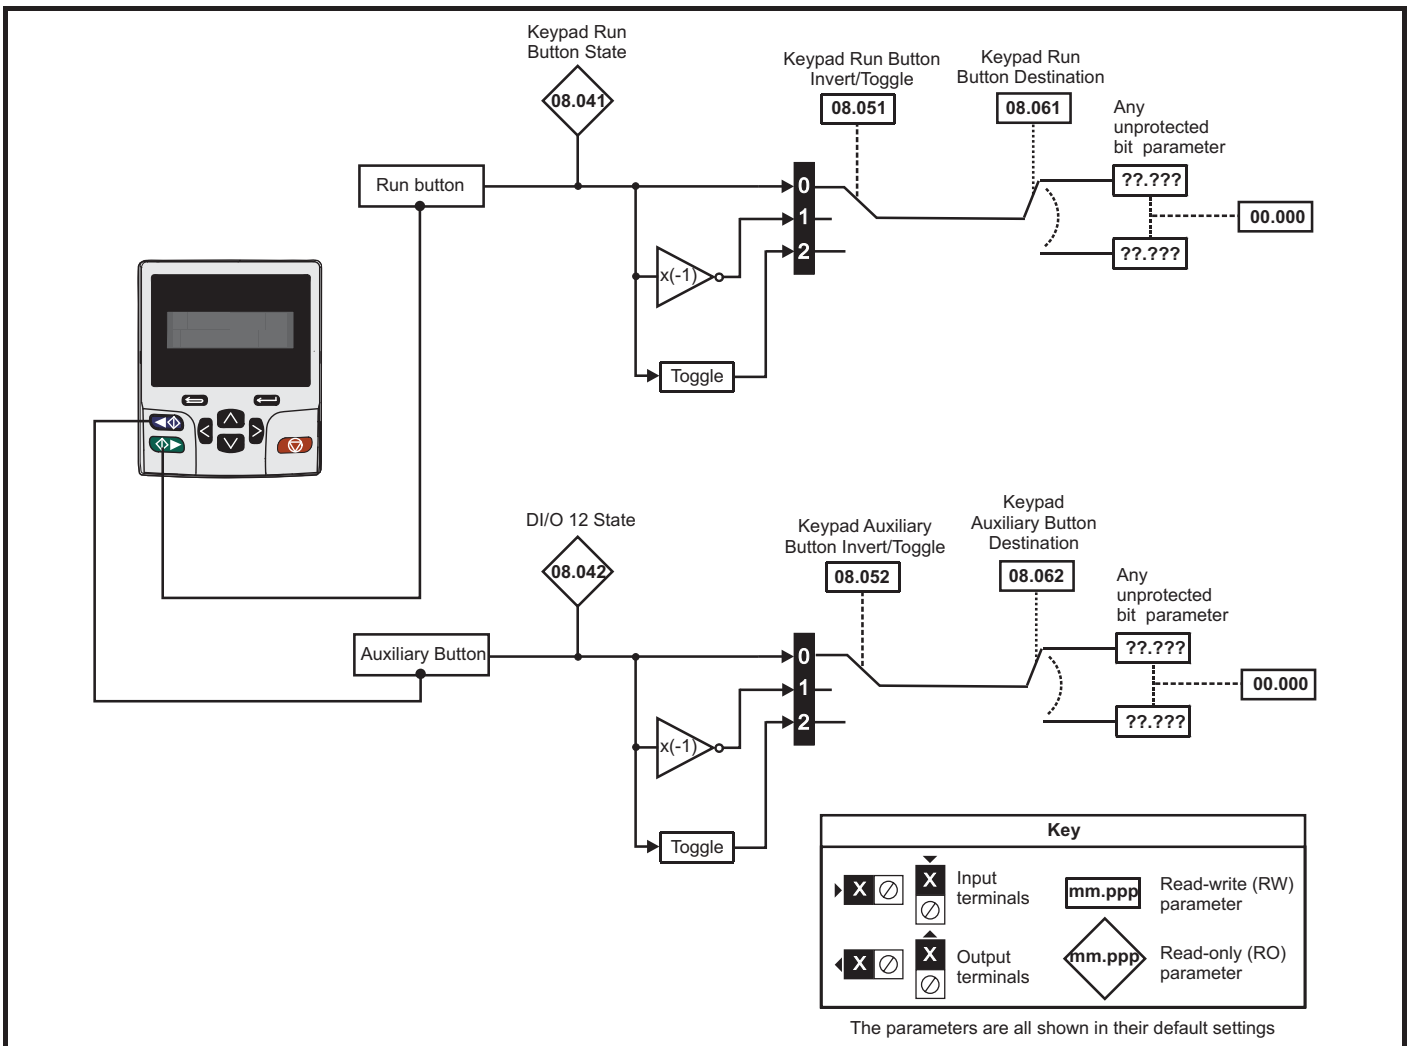 Keypad Run
Button State
08.041
Keypad Run Button
Invert/Toggle
08.051
Keypad Run
Button Destination
08.061
Any
unprotected
bit parameter
Run button
0
1
2
??.???
??.???
00.000
x(-1)
Toggle
DI/O 12 State
08.042
Keypad Auxiliary
Button Invert/Toggle
08.052
Keypad
Auxiliary Button
Destination
08.062
Any
unprotected
bit parameter
Auxiliary Button
0
1
2
??.???
??.???
00.000
x(-1)
Toggle
Key
X
X
Input
terminals
mm.ppp
Read-write (RW)
parameter
X
X
Output
terminals
mm.ppp
Read-only (RO)
parameter
The parameters are all shown in their default settings